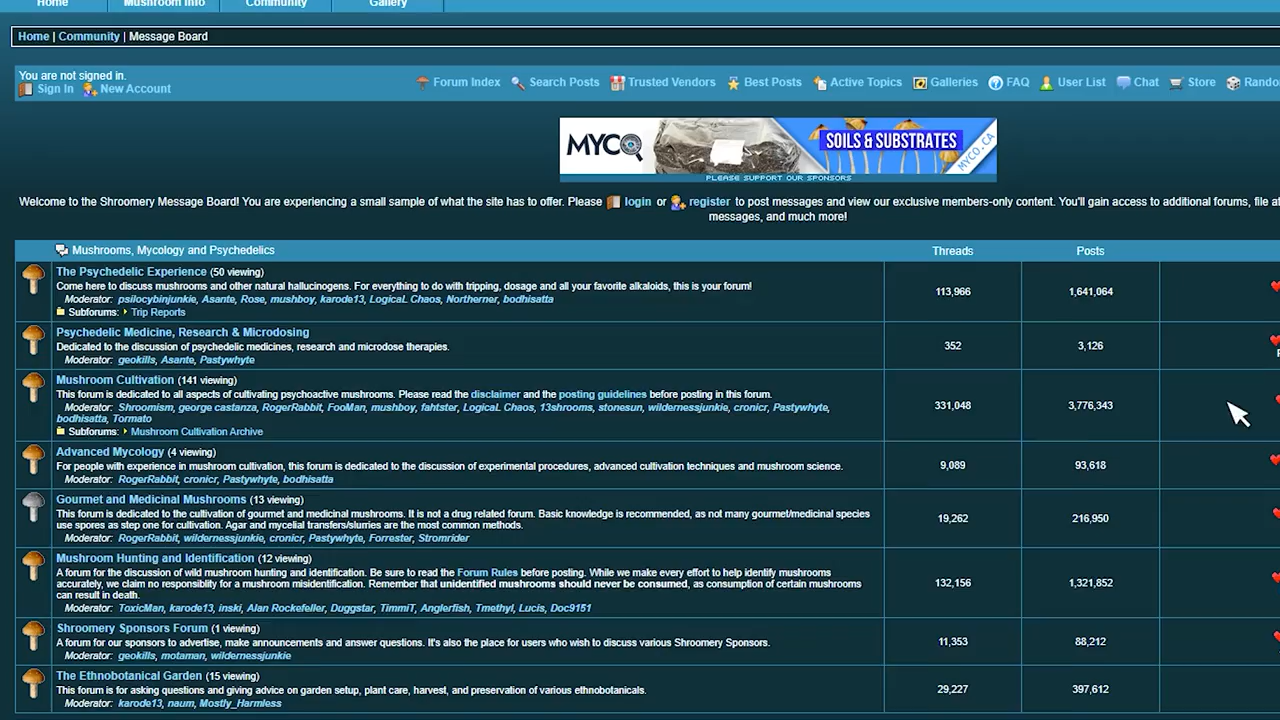 Home
Mushroom Info
Community
Gallery
Home | Community | Message Board
You are not signed in.
Sign In New Account
Forum Index Search Posts Trusted Vendors Best Posts Active Topics Galleries FAQ User List Chat Store Rando
MYCO
SOILS & SUBSTRATES
MYCO.CA
PLEASE SUPPORT OUR SPONSORS
Welcome to the Shroomery Message Board! You are experiencing a small sample of what the site has to offer. Please login or register to post messages and view our exclusive members-only content. You'll gain access to additional forums, file at
messages, and much more!
Mushrooms, Mycology and Psychedelics Threads Posts
The Psychedelic Experience (50 viewing)
Come here to discuss mushrooms and other natural hallucinogens. For everything to do with tripping, dosage and all your favorite alkaloids, this is your forum!
Moderator: psilocybinjunkie, Asante, Rose, mushboy, karode13, LogicaL Chaos, Northerner, bodhisatta
Subforums: Trip Reports
113,966 1,641,064
Psychedelic Medicine, Research & Microdosing
Dedicated to the discussion of psychedelic medicines, research and microdose therapies.
Moderator: geokills, Asante, Pastywhyte
352 3,126
Mushroom Cultivation (141 viewing)
This forum is dedicated to all aspects of cultivating psychoactive mushrooms. Please read the disclaimer and the posting guidelines before posting in this forum.
Moderator: Shroomism, george castanza, RogerRabbit, FooMan, mushboy, fahtster, LogicaL Chaos, 13shrooms, stonesun, wildernessjunkie, cronicr, Pastywhyte,
bodhisatta, Tormato
Subforums: Mushroom Cultivation Archive
331,048 3,776,343
Advanced Mycology (4 viewing)
For people with experience in mushroom cultivation, this forum is dedicated to the discussion of experimental procedures, advanced cultivation techniques and mushroom science.
Moderator: RogerRabbit, cronicr, Pastywhyte, bodhisatta
9,089 93,618
Gourmet and Medicinal Mushrooms (13 viewing)
This forum is dedicated to the cultivation of gourmet and medicinal mushrooms. It is not a drug related forum. Basic knowledge is recommended, as not many gourmet/medicinal species
use spores as step one for cultivation. Agar and mycelial transfers/slurries are the most common methods.
Moderator: RogerRabbit, wildernessjunkie, cronicr, Pastywhyte, Forrester, Stromrider
19,262 216,950
Mushroom Hunting and Identification (12 viewing)
A forum for the discussion of wild mushroom hunting and identification. Be sure to read the Forum Rules before posting. While we make every effort to help identify mushrooms
accurately, we claim no responsiblity for a mushroom misidentification. Remember that unidentified mushrooms should never be consumed, as consumption of certain mushrooms
can result in death.
Moderator: ToxicMan, karode13, inski, Alan Rockefeller, Duggstar, TimmiT, Anglerfish, Tmethyl, Lucis, Doc9151
132,156 1,321,852
Shroomery Sponsors Forum (1 viewing)
A forum for our sponsors to advertise, make announcements and answer questions. It's also the place for users who wish to discuss various Shroomery Sponsors.
Moderator: geokills, motaman, wildernessjunkie
11,353 88,212
The Ethnobotanical Garden (15 viewing)
This forum is for asking questions and giving advice on garden setup, plant care, harvest, and preservation of various ethnobotanicals.
Moderator: karode13, naum, Mostly_Harmless
29,227 397,612